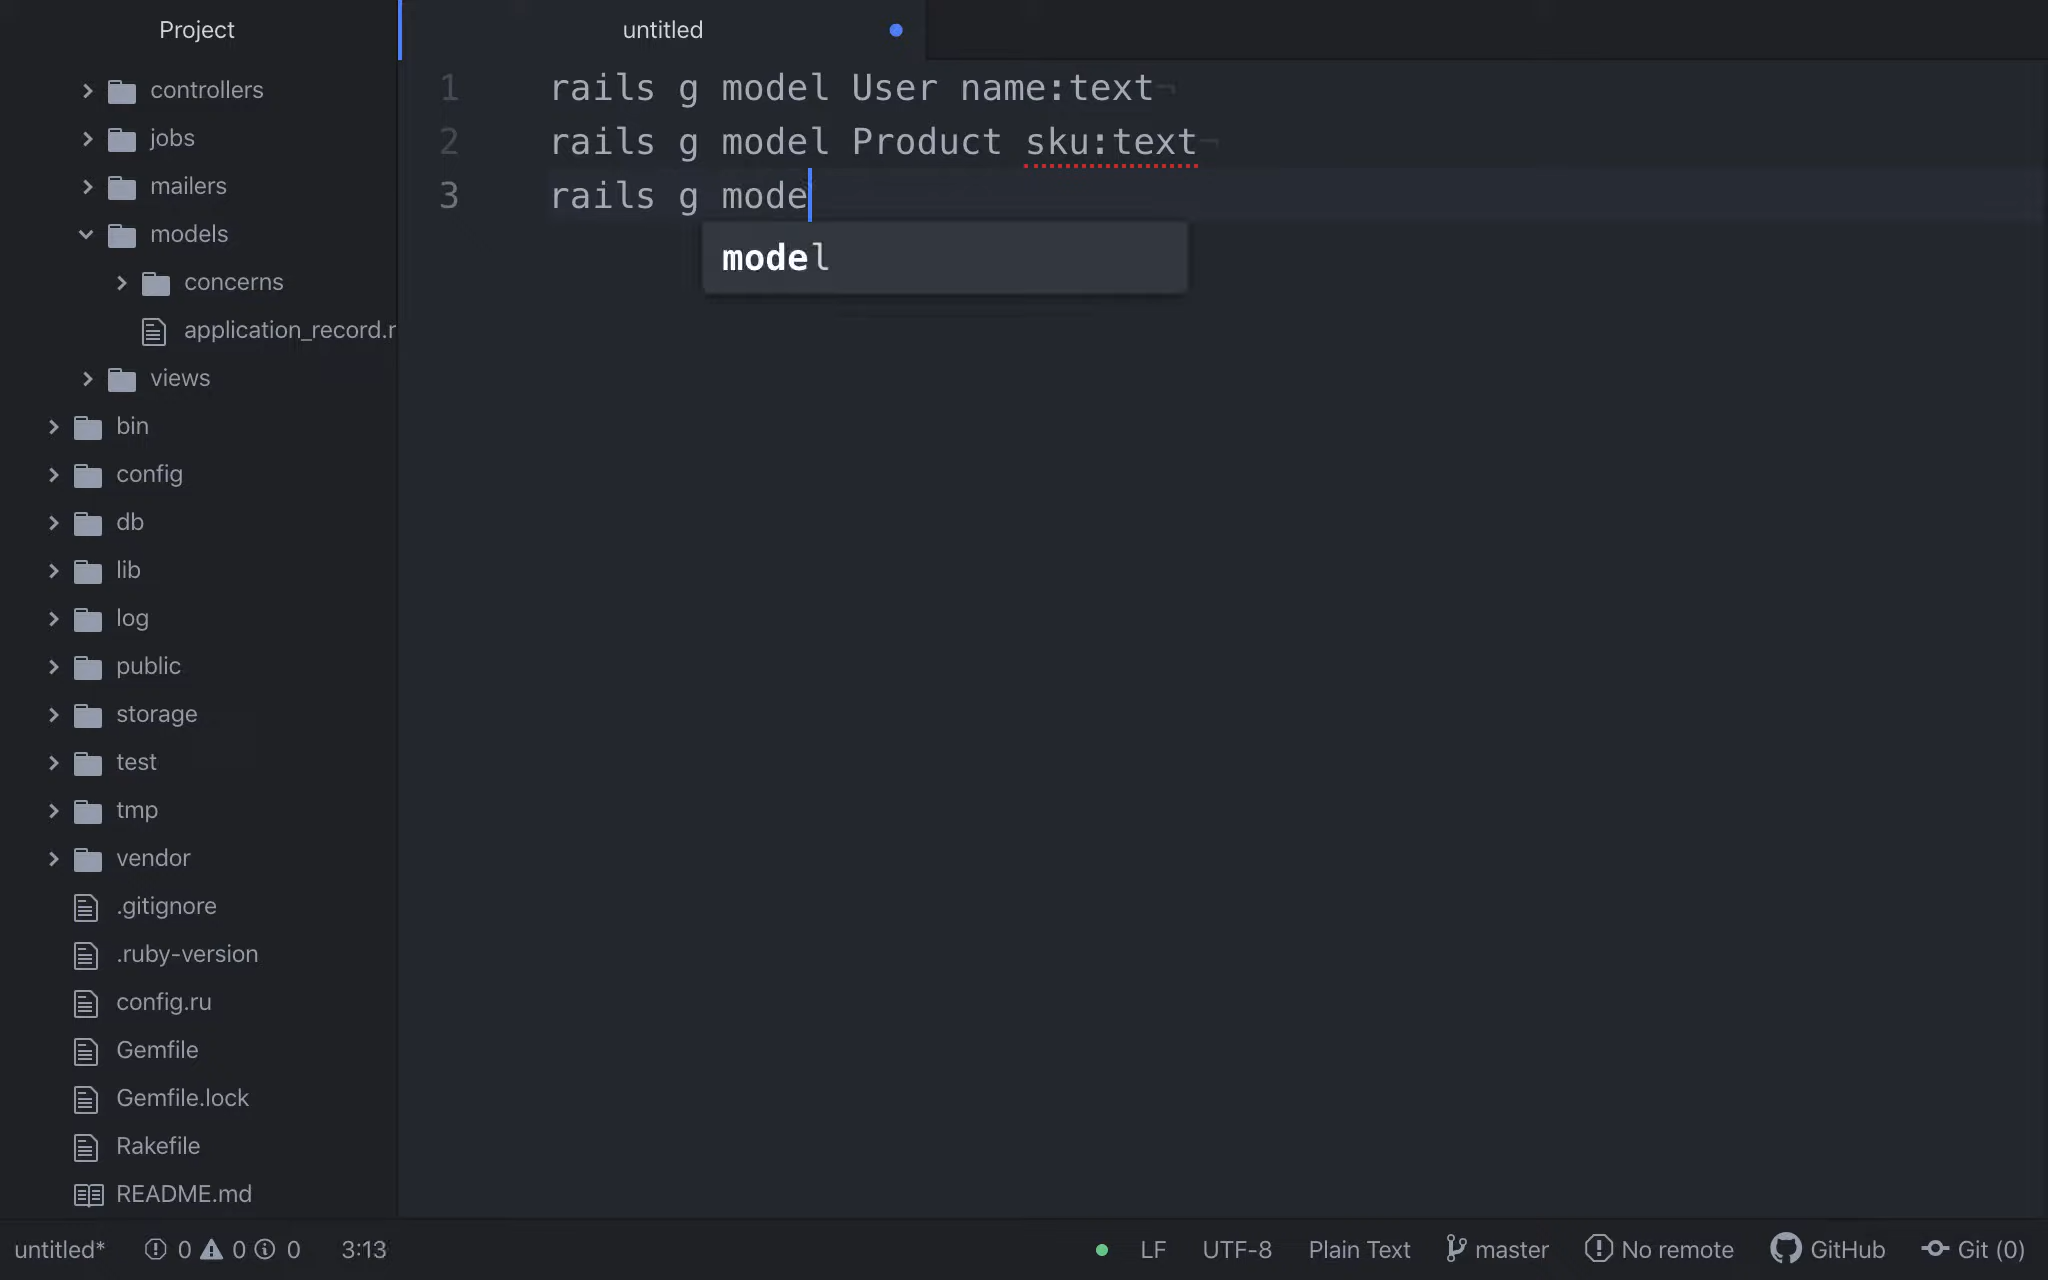 Project
controllers
jobs
mailers
models
concerns
application_record.r
views
bin
config
db
lib
log
public
storage
test
tmp
vendor
.gitignore
.ruby-version
config.ru
Gemfile
Gemfile.lock
Rakefile
README.md
untitled
1 rails g model User name:text¬
2 rails g model Product sku:text¬
3 rails g mode
model
untitled* 0 0 0 3:13 LF UTF-8 Plain Text master No remote GitHub Git (0)